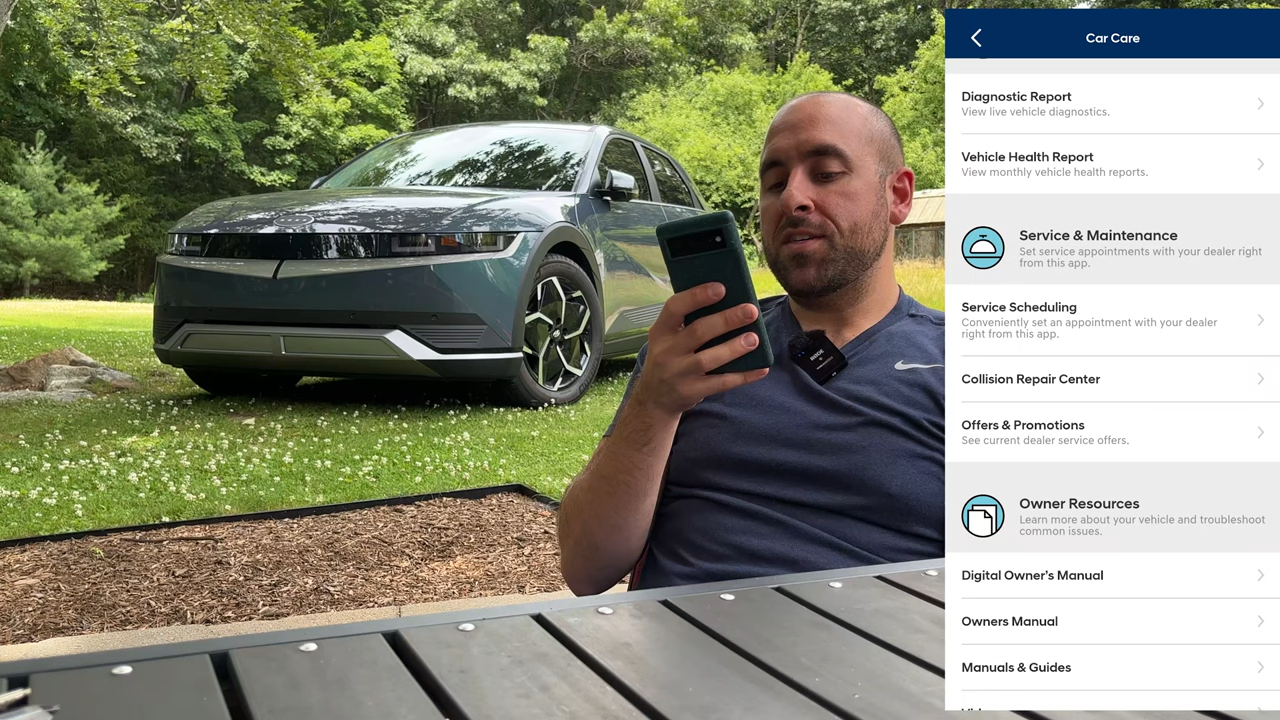 Car Care
Diagnostic Report
View live vehicle diagnostics.
Vehicle Health Report
View monthly vehicle health reports.
Service & Maintenance
Set service appointments with your dealer right
from this app.
Service Scheduling
Conveniently set an appointment with your dealer
right from this app.
Collision Repair Center
Offers & Promotions
See current dealer service offers.
Owner Resources
Learn more about your vehicle and troubleshoot
common issues.
Digital Owner's Manual
Owners Manual
Manuals & Guides
RODE